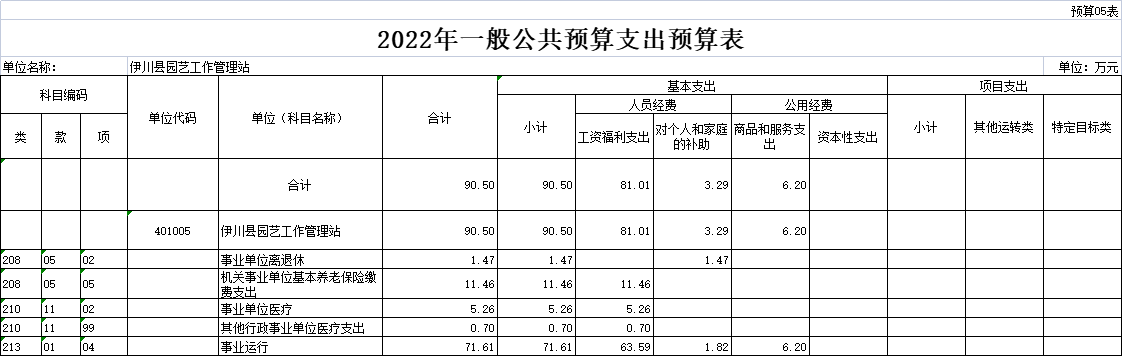 预算05表
2022年一般公共预算支出预算表
单位名称： 伊川县园艺工作管理站 单位：万元
科目编码 单位代码 单位（科目名称） 合计 基本支出 项目支出
类 款 项 小计 人员经费 公用经费 小计 其他运转类 特定目标类
工资福利支出 对个人和家庭的补助 商品和服务支出 资本性支出
合计 90.50 90.50 81.01 3.29 6.20
401005 伊川县园艺工作管理站 90.50 90.50 81.01 3.29 6.20
208 05 02 事业单位离退休 1.47 1.47 1.47
208 05 05 机关事业单位基本养老保险缴费支出 11.46 11.46 11.46
210 11 02 事业单位医疗 5.26 5.26 5.26
210 11 99 其他行政事业单位医疗支出 0.70 0.70 0.70
213 01 04 事业运行 71.61 71.61 63.59 1.82 6.20